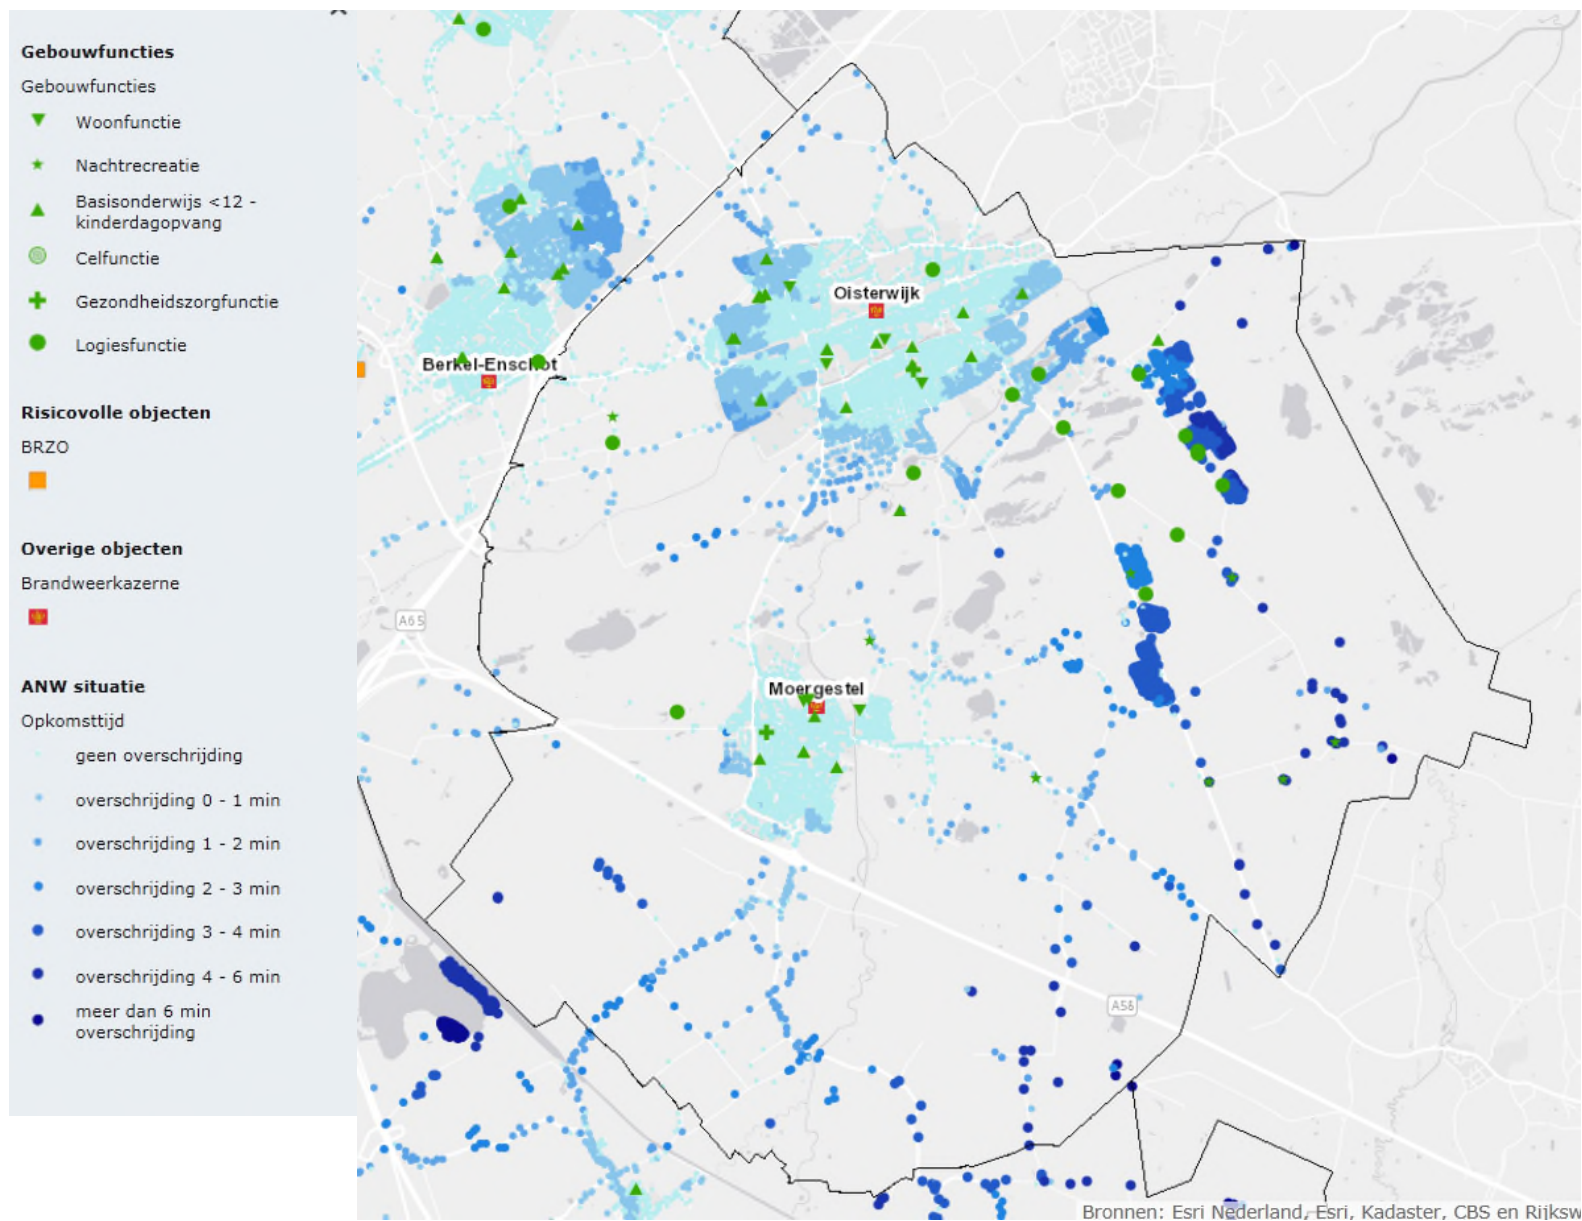 Gebouwfuncties
Gebouwfuncties
Woonfunctie
Nachtrecreatie
Basisonderwijs <12 -
kinderdagopvang
Celfunctie
Gezondheidszorgfunctie
Logiesfunctie
Risicovolle objecten
BRZO
Overige objecten
Brandweerkazerne
ANW situatie
Opkomsttijd
geen overschrijding
overschrijding 0 - 1 min
overschrijding 1 - 2 min
overschrijding 2 - 3 min
overschrijding 3 - 4 min
overschrijding 4 - 6 min
meer dan 6 min
overschrijding
Oisterwijk
Berkel-Enschot
A65
Moergestel
A58
Bronnen: Esri Nederland, Esri, Kadaster, CBS en Rijksw